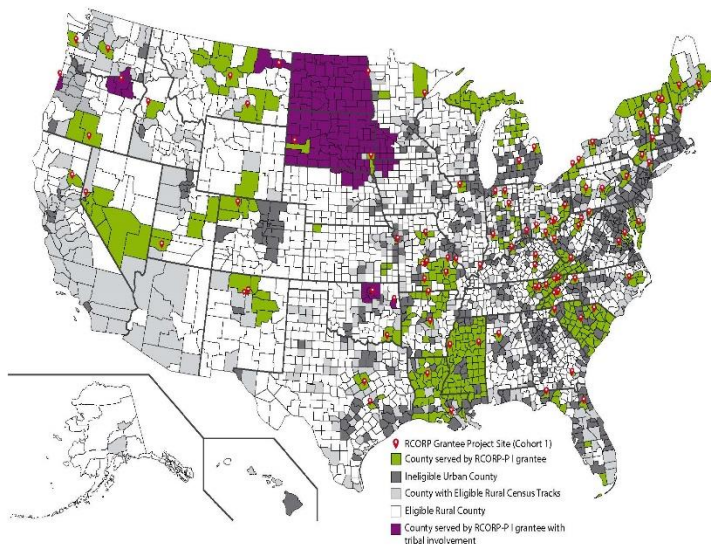 RCORP Grantee Project Site (Cohort 1)
County served by RCORP-P I grantee
Ineligible Urban County
County with Eligible Rural Census Tracks
Eligible Rural County
County served by RCORP-P I grantee with
tribal involvement